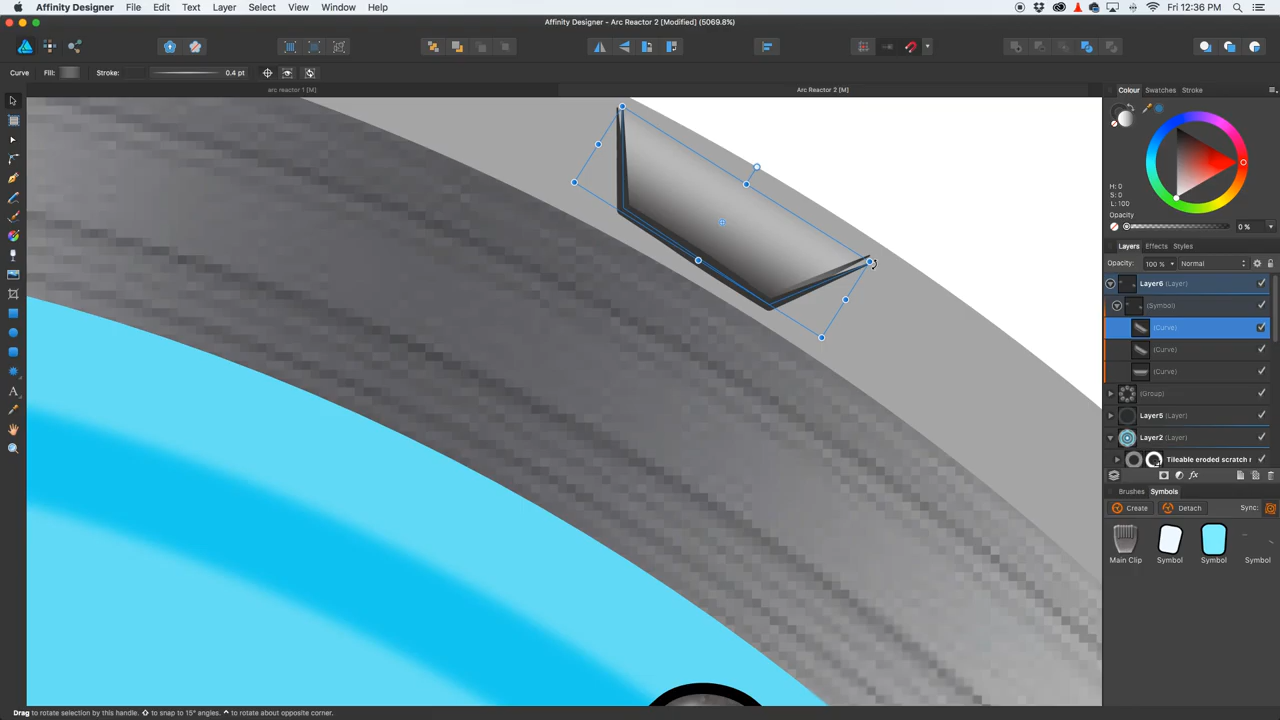 Affinity Designer File Edit Text Layer Select View Window Help Fri 12:36 PM
Affinity Designer - Arc Reactor 2 [Modified] (5069.8%)
Curve Fill: Stroke: 0.4 pt
arc reactor 1 [M] Arc Reactor 2 [M]
Colour Swatches Stroke
H: 0
S: 0
L: 100
Opacity
0 %
Layers Effects Styles
Opacity: 100 % Normal
Layer6 (Layer)
(Symbol)
(Curve)
(Curve)
(Curve)
(Group)
Layer5 (Layer)
Layer2 (Layer)
Tileable eroded scratch
fx
Brushes Symbols
Create Detach Sync:
Main Clip Symbol Symbol Symbol
Drag to rotate selection by this handle. ⇧ to snap to 15° angles. ⌃ to rotate about opposite corner.